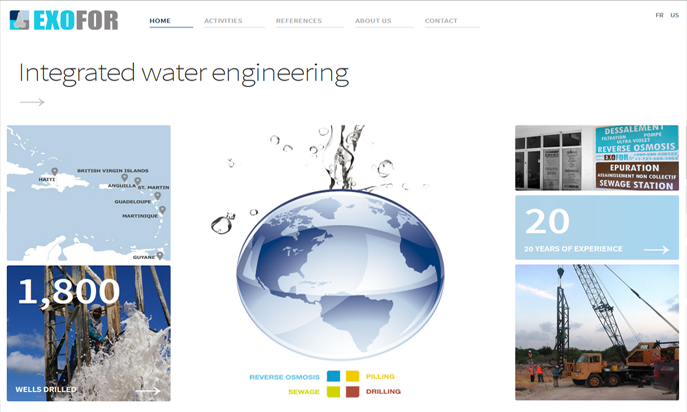 EXOFOR
HOME
ACTIVITIES
REFERENCES
ABOUT US
CONTACT
FR
US
Integrated water engineering
HAITI
BRITISH VIRGIN ISLANDS
ANGUILLA
ST. MARTIN
GUADELOUPE
MARTINIQUE
GUYANE
1,800
WELLS DRILLED
REVERSE OSMOSIS
PILLING
SEWAGE
DRILLING
DESSALEMENT
FILTRATION
POMPE
ULTRA VIOLET
REVERSE OSMOSIS
EXOFOR
EPURATION
ASSAINISSEMENT NON COLLECTIF
SEWAGE STATION
20
20 YEARS OF EXPERIENCE